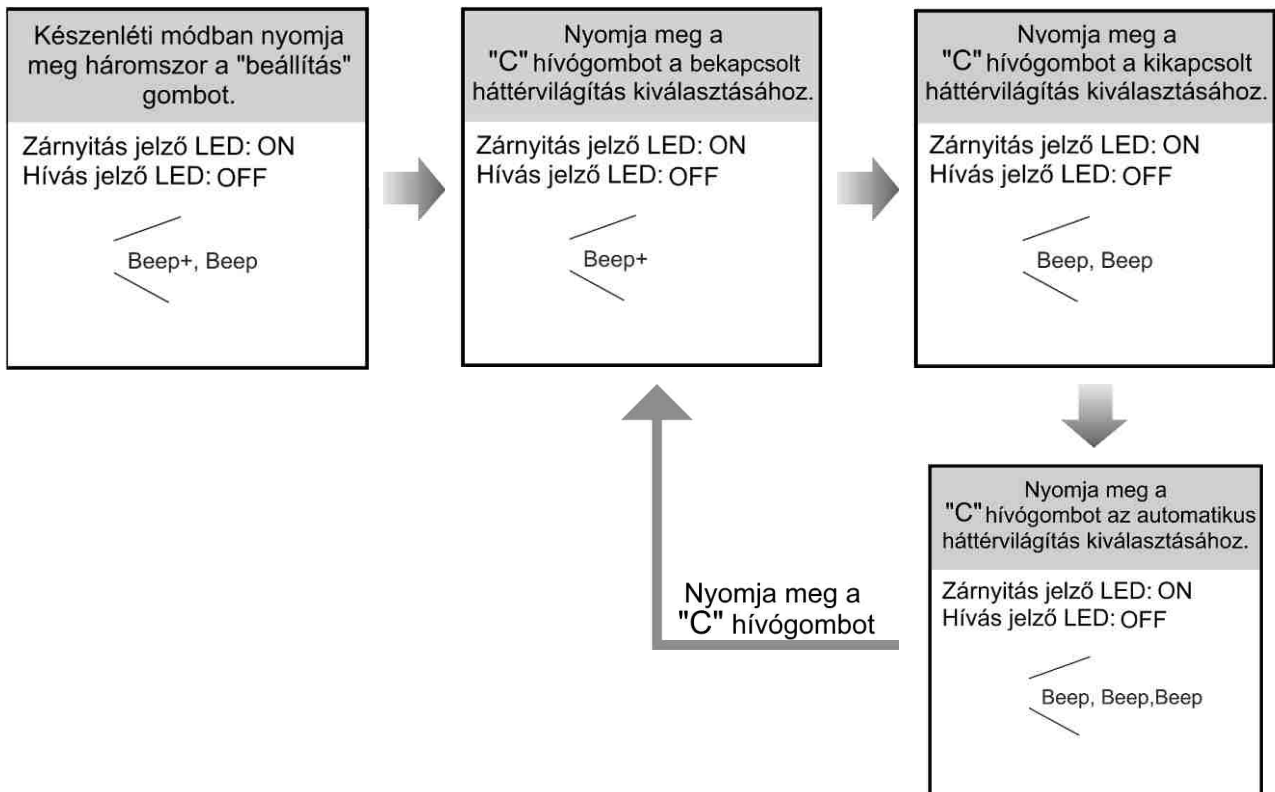 Készenléti módban nyomja
meg háromszor a "beállítás"
gombot.
Zárnyitás jelző LED: ON
Hívás jelző LED: OFF
Beep+, Beep
Nyomja meg a
"C" hívógombot a bekapcsolt
háttérvilágítás kiválasztásához.
Zárnyitás jelző LED: ON
Hívás jelző LED: OFF
Beep+
Nyomja meg a
"C" hívógombot a kikapcsolt
háttérvilágítás kiválasztásához.
Zárnyitás jelző LED: ON
Hívás jelző LED: OFF
Beep, Beep
Nyomja meg a
"C" hívógombot az automatikus
háttérvilágítás kiválasztásához.
Zárnyitás jelző LED: ON
Hívás jelző LED: OFF
Beep, Beep,Beep
Nyomja meg a
"C" hívógombot